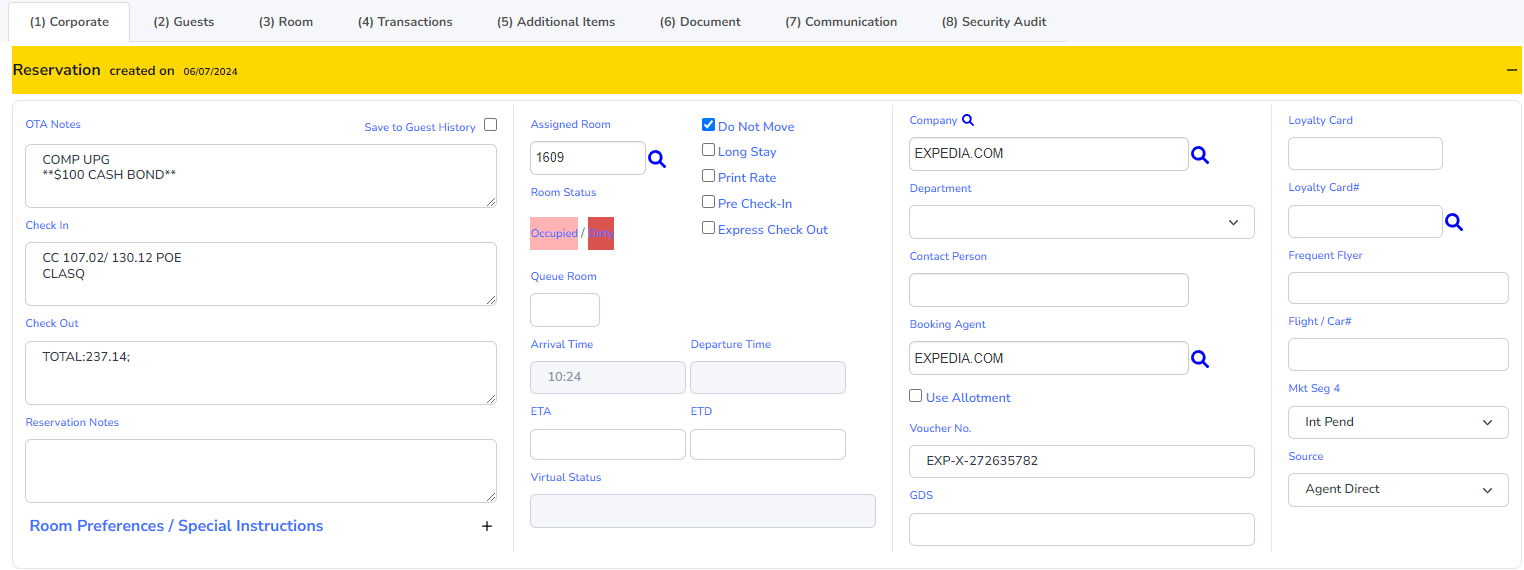 (1) Corporate
(2) Guests
(3) Room
(4) Transactions
(5) Additional Items
(6) Document
(7) Communication
(8) Security Audit
Reservation created on 06/07/2024
OTA Notes
Save to Guest History
COMP UPG
**$100 CASH BOND**
Check In
CC 107.02/ 130.12 POE
CLASQ
Check Out
TOTAL:237.14;
Reservation Notes
Room Preferences / Special Instructions +
Assigned Room
1609
Room Status
Occupied / Dirty
Queue Room
Arrival Time
Departure Time
10:24
ETA
ETD
Virtual Status
Do Not Move
Long Stay
Print Rate
Pre Check-In
Express Check Out
Company
EXPEDIA.COM
Department
Contact Person
Booking Agent
EXPEDIA.COM
Use Allotment
Voucher No.
EXP-X-272635782
GDS
Loyalty Card
Loyalty Card#
Frequent Flyer
Flight / Car#
Mkt Seg 4
Int Pend
Source
Agent Direct